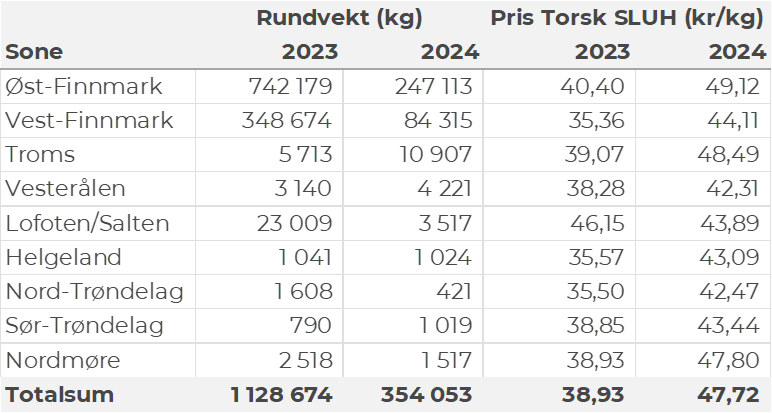 Rundvekt (kg) Pris Torsk SLUH (kr/kg)
Sone 2023 2024 2023 2024
Øst-Finnmark 742 179 247 113 40,40 49,12
Vest-Finnmark 348 674 84 315 35,36 44,11
Troms 5 713 10 907 39,07 48,49
Vesterålen 3 140 4 221 38,28 42,31
Lofoten/Salten 23 009 3 517 46,15 43,89
Helgeland 1 041 1 024 35,57 43,09
Nord-Trøndelag 1 608 421 35,50 42,47
Sør-Trøndelag 790 1 019 38,85 43,44
Nordmøre 2 518 1 517 38,93 47,80
Totalsum 1 128 674 354 053 38,93 47,72